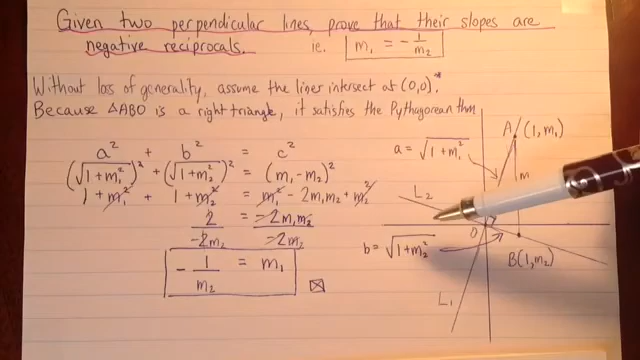 Given two perpendicular lines, prove that their slopes are
negative reciprocals. ie. m₁ = -1/m₂
Without loss of generality, assume the lines intersect at (0,0)*
Because △ABO is a right triangle, it satisfies the Pythagorean thm
a² + b² = c²
(√1+m₁²)² + (√1+m₂²)² = (m₁-m₂)²
1 + m₁² + 1 + m₂² = m₁² - 2m₁m₂ + m₂²
2/-2m₂ = -2m₁m₂/-2m₂
-1/m₂ = m₁
A (1, m₁)
a = √1+m₁²
m
L₂
O
b = √1+m₂²
B(1, m₂)
L₁